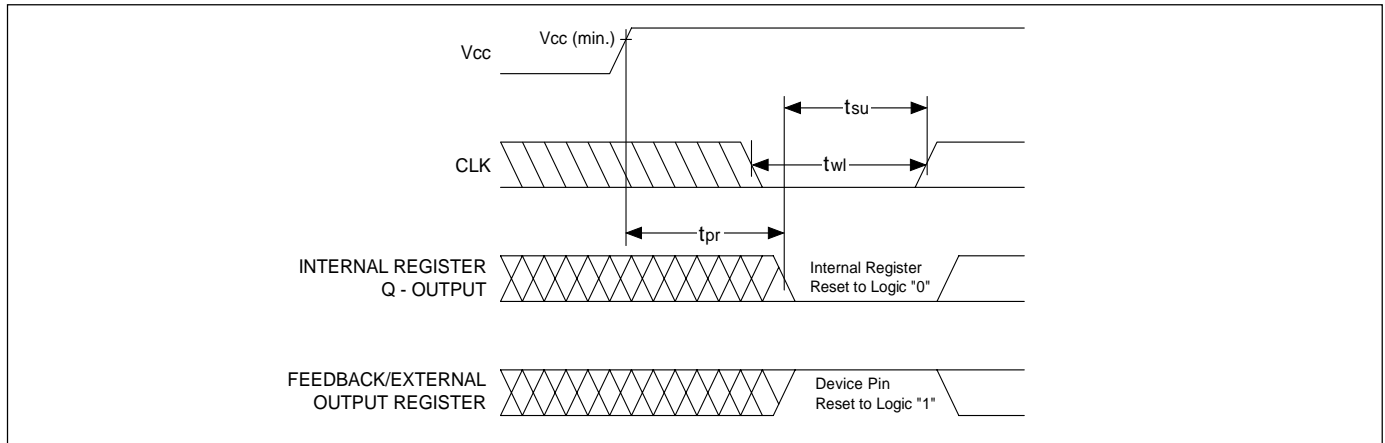 Vcc
Vcc (min.)
tsu
CLK
twl
tpr
INTERNAL REGISTER
Q - OUTPUT
Internal Register
Reset to Logic "0"
FEEDBACK/EXTERNAL
OUTPUT REGISTER
Device Pin
Reset to Logic "1"